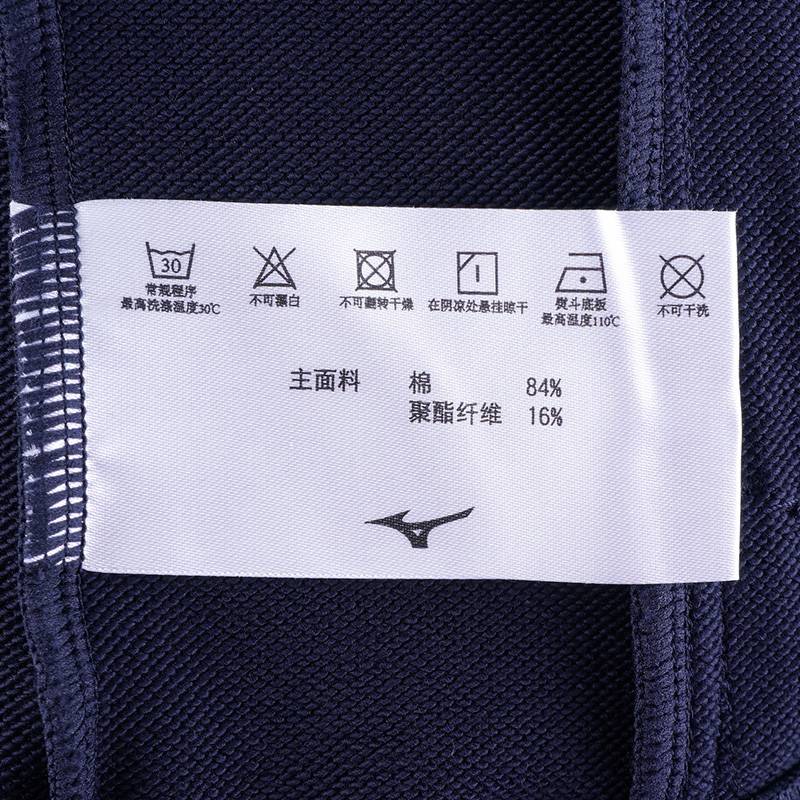 30
常规程序
最高洗涤温度30℃
不可漂白
不可翻转干燥
在阴凉处悬挂晾干
熨斗底板
最高温度110℃
不可干洗
主面料 棉 84%
聚酯纤维 16%